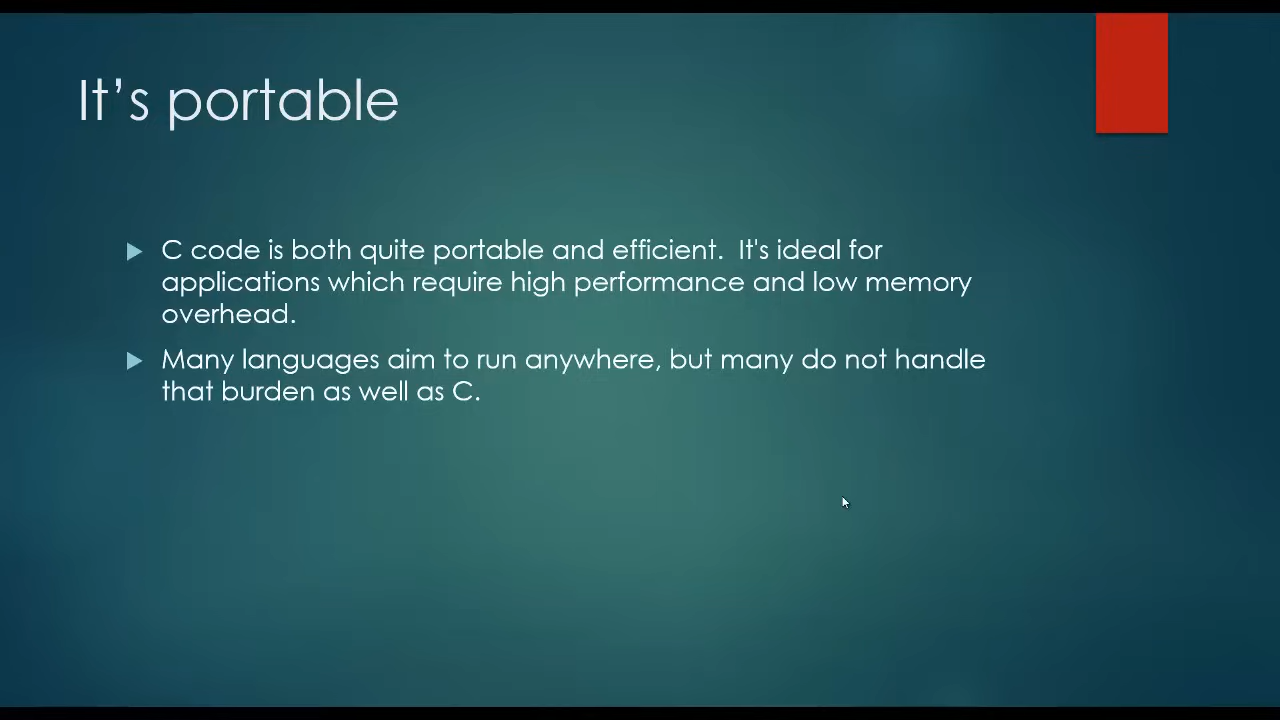 It’s portable
C code is both quite portable and efficient.  It's ideal for
applications which require high performance and low memory
overhead.
Many languages aim to run anywhere, but many do not handle
that burden as well as C.